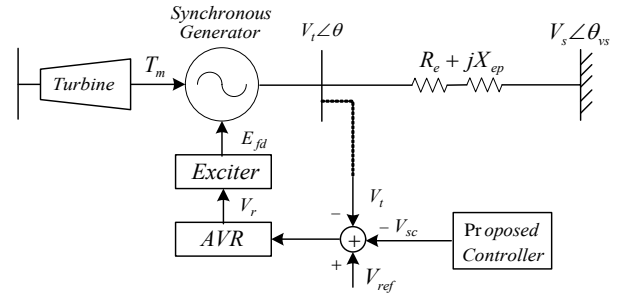 Synchronous
Generator
V_t∠θ
V_s∠θ_vs
R_e + jX_ep
Turbine
T_m
E_fd
Exciter
V_r
AVR
V_t
−
− V_sc
+
+
V_ref
Proposed
Controller